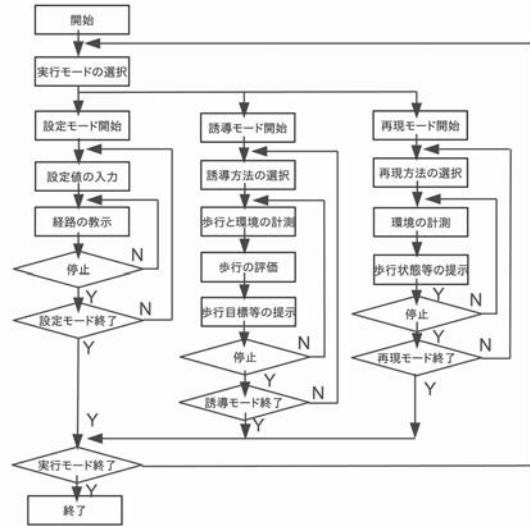 開始
実行モードの選択
設定モード開始
設定値の入力
経路の教示
停止
N
Y
設定モード終了
N
Y
Y
誘導モード開始
誘導方法の選択
歩行と環境の計測
歩行の評価
歩行目標等の提示
停止
N
Y
誘導モード終了
N
Y
再現モード開始
再現方法の選択
環境の計測
歩行状態等の提示
停止
N
Y
再現モード終了
N
Y
実行モード終了
Y
終了